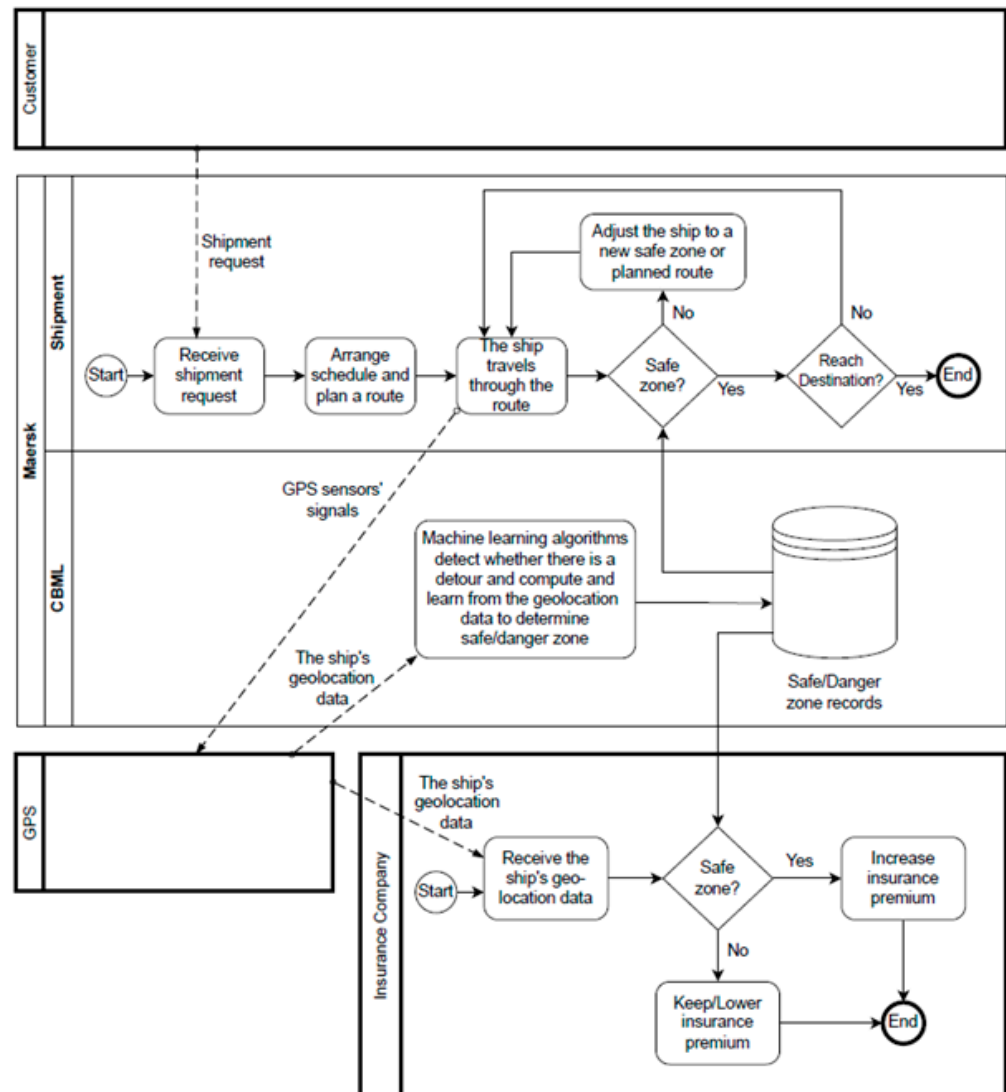 Customer
Shipment
request
Maersk
Shipment
Start
Receive
shipment
request
Arrange
schedule and
plan a route
The ship
travels
through the
route
Adjust the ship to a
new safe zone or
planned route
No
Safe
zone?
Yes
No
Reach
Destination?
Yes
End
CBML
GPS sensors'
signals
Machine learning algorithms
detect whether there is a
detour and compute and
learn from the geolocation
data to determine
safe/danger zone
The ship's
geolocation
data
Safe/Danger
zone records
GPS
The ship's
geolocation
data
Insurance Company
Start
Receive the
ship's geo-
location data
Safe
zone?
Yes
Increase
insurance
premium
No
Keep/Lower
insurance
premium
End